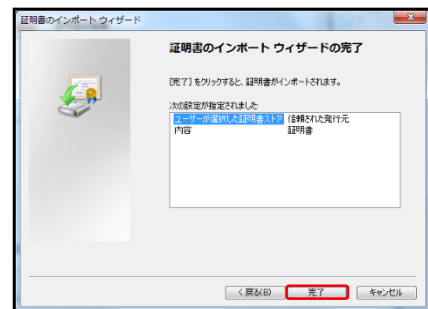 証明書のインポート ウィザード
証明書のインポート ウィザードの完了
[完了] をクリックすると、証明書がインポートされます。
次の設定が指定されました
ユーザーが選択した証明書ストア 信頼された発行元
内容 証明書
< 戻る(B) 完了 キャンセル